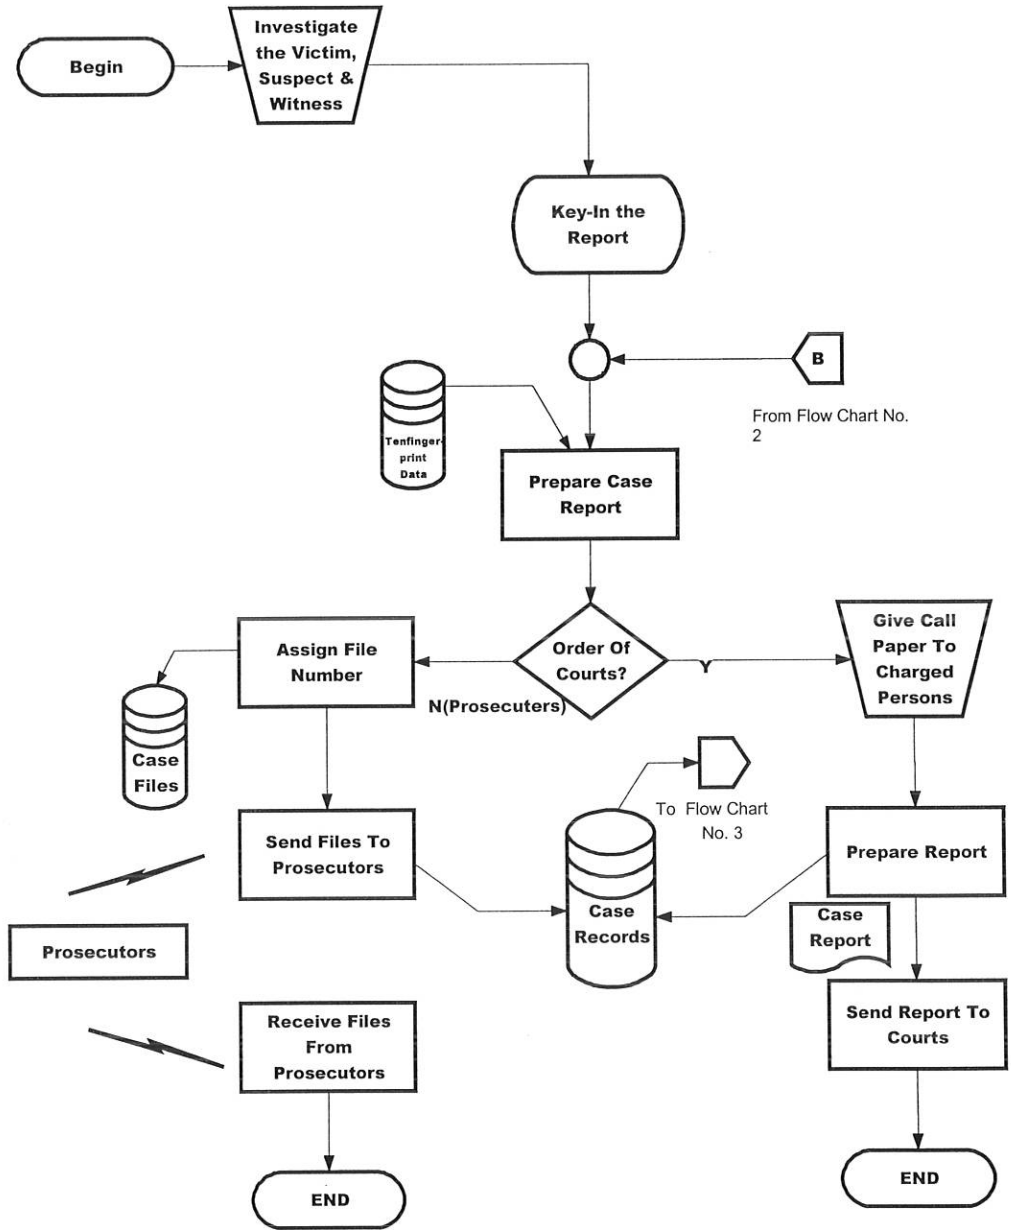 Begin
Investigate
the Victim,
Suspect &
Witness
Key-In the
Report
B
From Flow Chart No.
2
Tenfinger-
print
Data
Prepare Case
Report
Order Of
Courts?
Y
N(Prosecuters)
Assign File
Number
Give Call
Paper To
Charged
Persons
Case
Files
To Flow Chart
No. 3
Send Files To
Prosecutors
Case
Records
Prepare Report
Case
Report
Prosecutors
Receive Files
From
Prosecutors
Send Report To
Courts
END
END